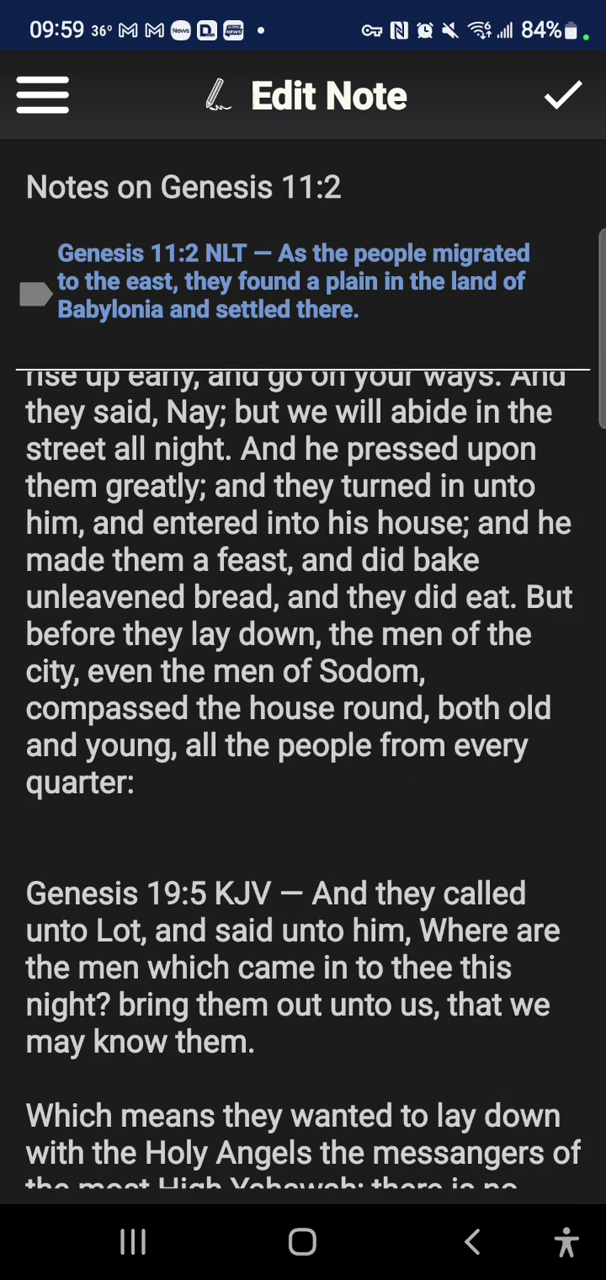 09:59 36° News 84%
Edit Note
Notes on Genesis 11:2
Genesis 11:2 NLT – As the people migrated
to the east, they found a plain in the land of
Babylonia and settled there.
rise up early, and go on your ways. And
they said, Nay; but we will abide in the
street all night. And he pressed upon
them greatly; and they turned in unto
him, and entered into his house; and he
made them a feast, and did bake
unleavened bread, and they did eat. But
before they lay down, the men of the
city, even the men of Sodom,
compassed the house round, both old
and young, all the people from every
quarter:
Genesis 19:5 KJV – And they called
unto Lot, and said unto him, Where are
the men which came in to thee this
night? bring them out unto us, that we
may know them.
Which means they wanted to lay down
with the Holy Angels the messangers of
the most High Yahawah; there is no